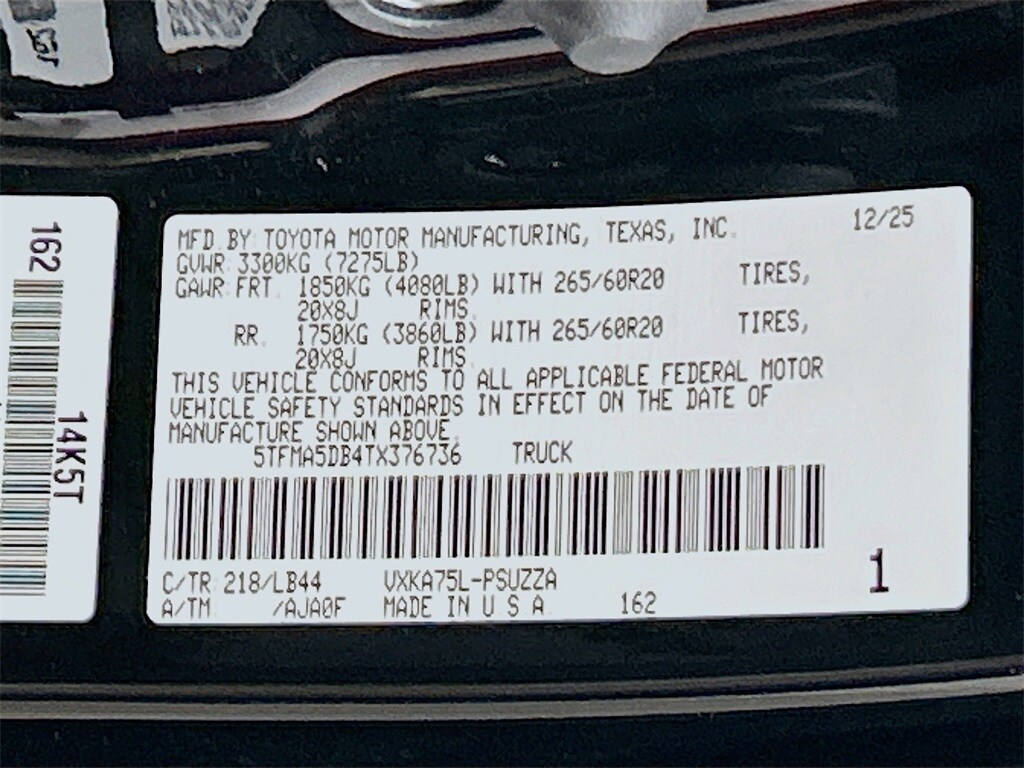 162
14K5T
MFD. BY: TOYOTA MOTOR MANUFACTURING, TEXAS, INC. 12/25
GVWR: 3300KG (7275LB)
GAWR: FRT. 1850KG (4080LB) WITH 265/60R20 TIRES,
20X8J RIMS.
RR. 1750KG (3860LB) WITH 265/60R20 TIRES,
20X8J RIMS.
THIS VEHICLE CONFORMS TO ALL APPLICABLE FEDERAL MOTOR
VEHICLE SAFETY STANDARDS IN EFFECT ON THE DATE OF
MANUFACTURE SHOWN ABOVE.
5TFMA5DB4TX376736 TRUCK
C/TR: 218/LB44 VXKA75L-PSUZZA 1
A/TM: /AJA0F MADE IN U S A 162